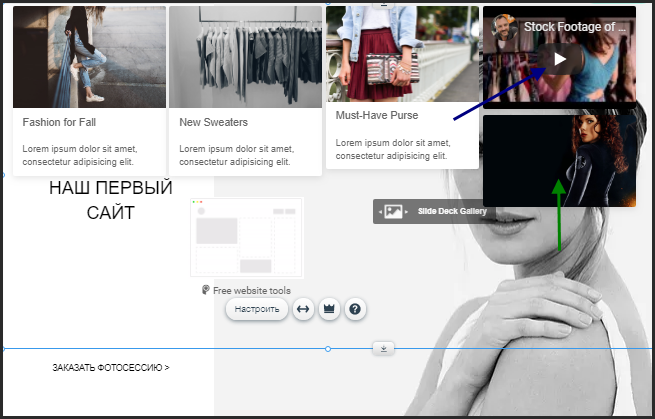 Stock Footage of ...
Fashion for Fall
Lorem ipsum dolor sit amet,
consectetur adipisicing elit.
New Sweaters
Lorem ipsum dolor sit amet,
consectetur adipisicing elit.
Must-Have Purse
Lorem ipsum dolor sit amet,
consectetur adipisicing elit.
НАШ ПЕРВЫЙ
САЙТ
Slide Deck Gallery
Free website tools
Настроить
?
ЗАКАЗАТЬ ФОТОСЕССИЮ >